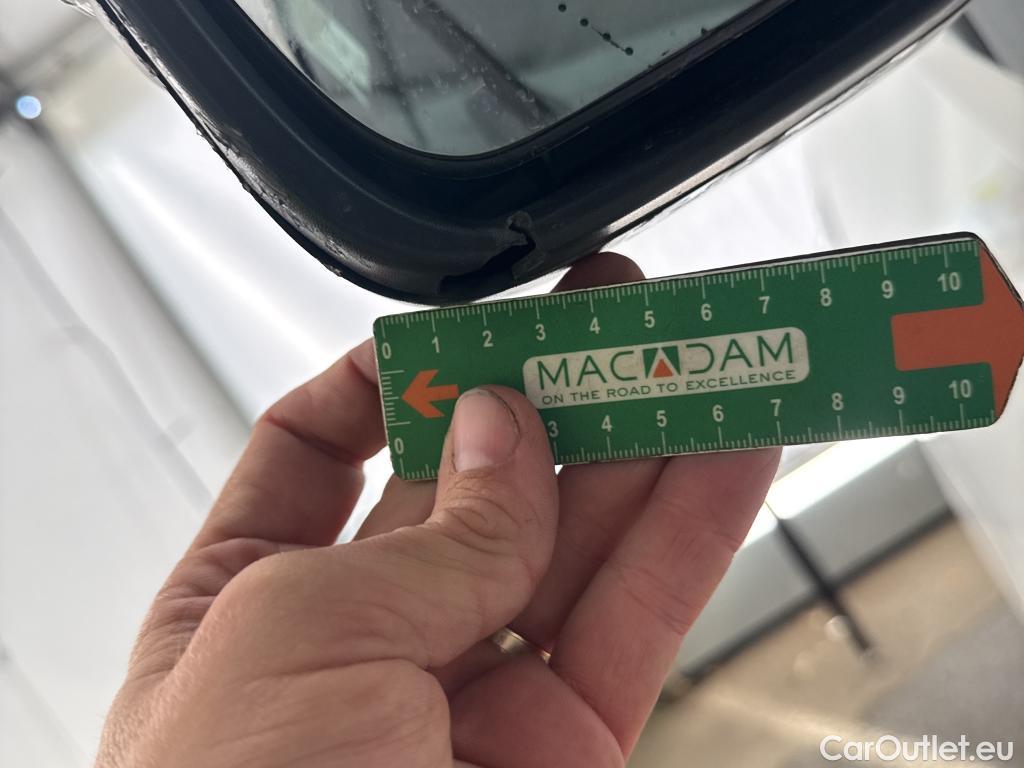 0 1 2 3 4 5 6 7 8 9 10
MACADAM
ON THE ROAD TO EXCELLENCE
0 3 4 5 6 7 8 9 10
CarOutlet.eu